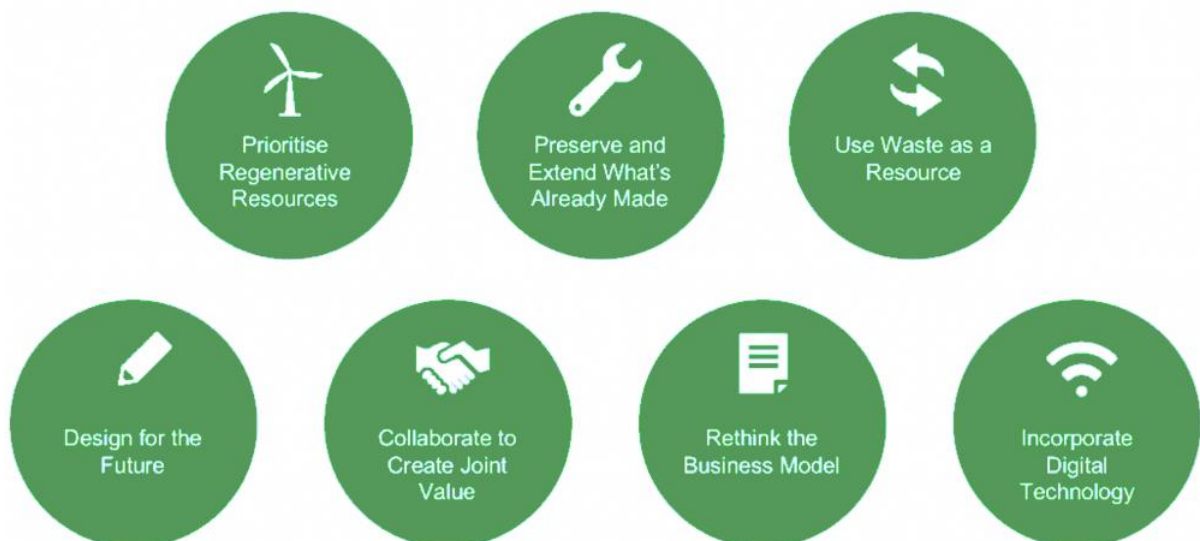 Prioritise
Regenerative
Resources
Preserve and
Extend What's
Already Made
Use Waste as a
Resource
Design for the
Future
Collaborate to
Create Joint
Value
Rethink the
Business Model
Incorporate
Digital
Technology